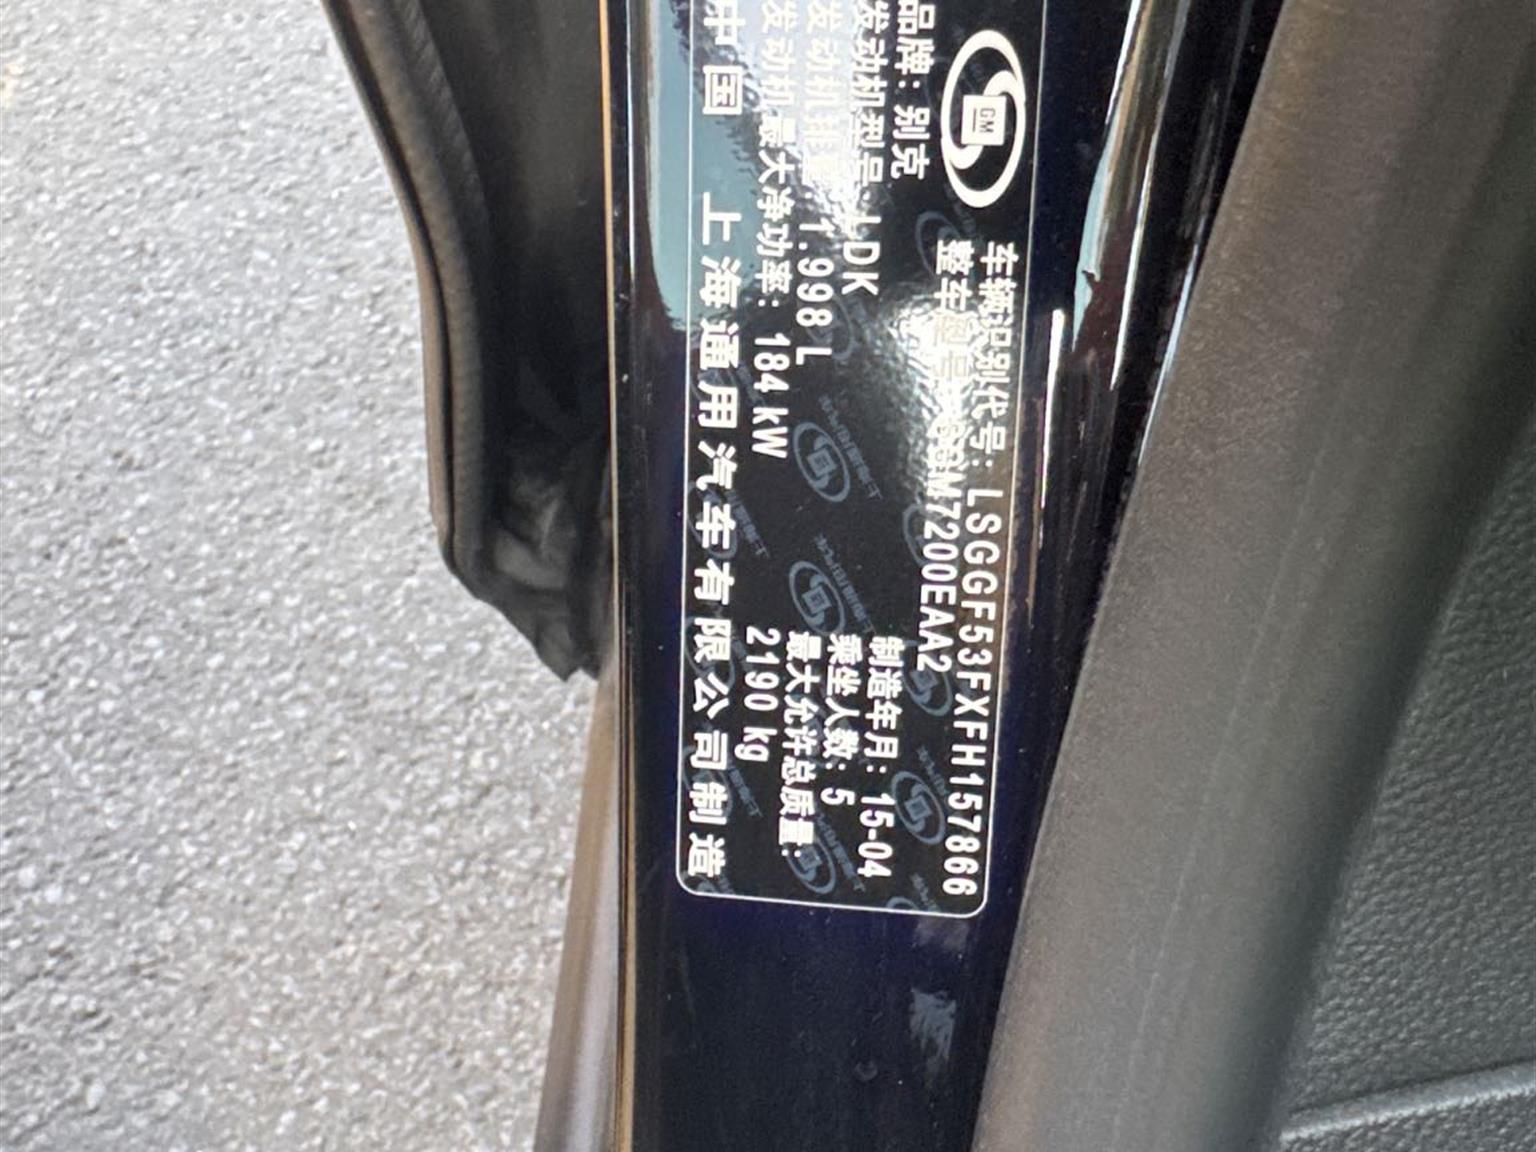 GM
车辆识别代号: LSGGF53FXFH157866
整车型号 SGM7200EAA2
品牌: 别克
制造年月: 15-04
发动机型号 LDK
乘坐人数: 5
发动机排量: 1.998 L
最大允许总质量:
发动机最大净功率: 184 kW
2190 kg
中国 上海通用汽车有限公司制造